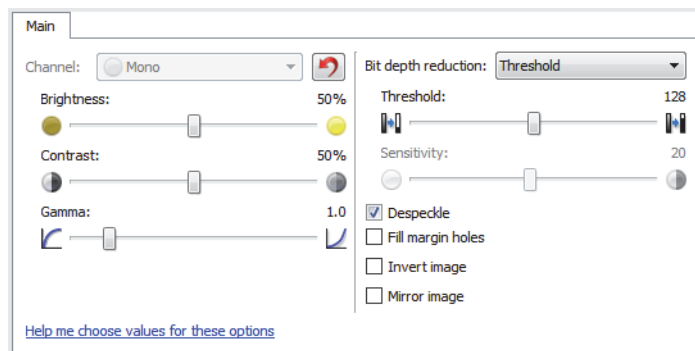 Main
Channel: Mono
Brightness: 50%
Contrast: 50%
Gamma: 1.0
Help me choose values for these options
Bit depth reduction: Threshold
Threshold: 128
Sensitivity: 20
Despeckle
Fill margin holes
Invert image
Mirror image